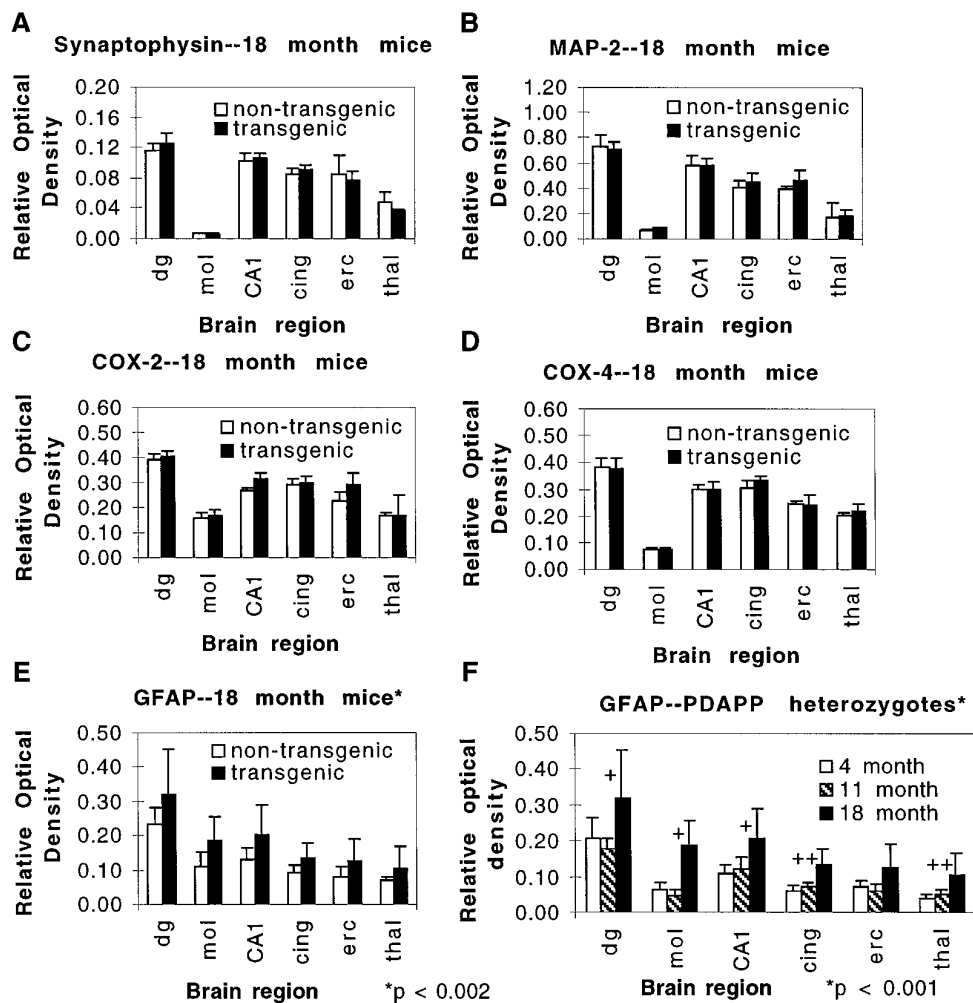 A
Synaptophysin--18 month mice
Relative Optical
Density
0.20
0.16
0.12
0.08
0.04
0.00
non-transgenic
transgenic
dg
mol
CA1
cing
erc
thal
Brain region
B
MAP-2--18 month mice
Relative Optical
Density
1.20
1.00
0.80
0.60
0.40
0.20
0.00
non-transgenic
transgenic
dg
mol
CA1
cing
erc
thal
Brain region
C
COX-2--18 month mice
Relative Optical
Density
0.60
0.50
0.40
0.30
0.20
0.10
0.00
non-transgenic
transgenic
dg
mol
CA1
cing
erc
thal
Brain region
D
COX-4--18 month mice
Relative Optical
Density
0.60
0.50
0.40
0.30
0.20
0.10
0.00
non-transgenic
transgenic
dg
mol
CA1
cing
erc
thal
Brain region
E
GFAP--18 month mice*
Relative Optical
Density
0.50
0.40
0.30
0.20
0.10
0.00
non-transgenic
transgenic
dg
mol
CA1
cing
erc
thal
Brain region
*p < 0.002
F
GFAP--PDAPP heterozygotes*
Relative optical
density
0.50
0.40
0.30
0.20
0.10
0.00
4 month
11 month
18 month
+
+
+
++
++
dg
mol
CA1
cing
erc
thal
Brain region
*p < 0.001